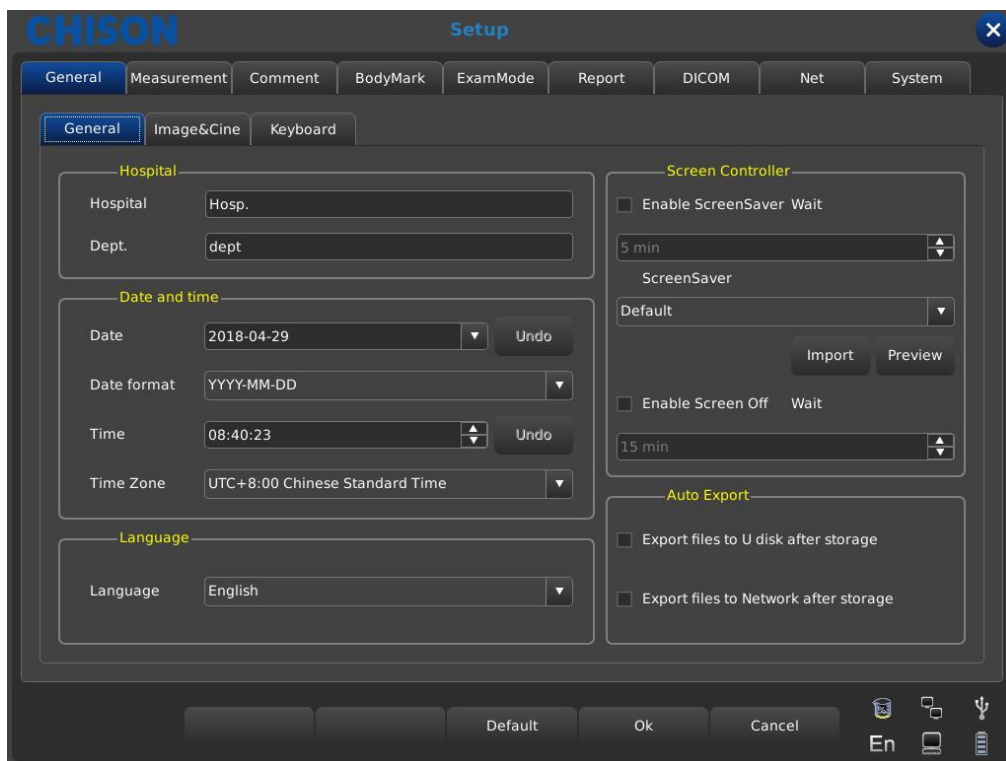 CHISON
Setup
General Measurement Comment BodyMark ExamMode Report DICOM Net System
General Image&Cine Keyboard
Hospital
Hospital Hosp.
Dept. dept
Date and time
Date 2018-04-29 Undo
Date format YYYY-MM-DD
Time 08:40:23 Undo
Time Zone UTC+8:00 Chinese Standard Time
Language
Language English
Screen Controller
Enable ScreenSaver Wait
5 min
ScreenSaver
Default
Import Preview
Enable Screen Off Wait
15 min
Auto Export
Export files to U disk after storage
Export files to Network after storage
Default Ok Cancel
En